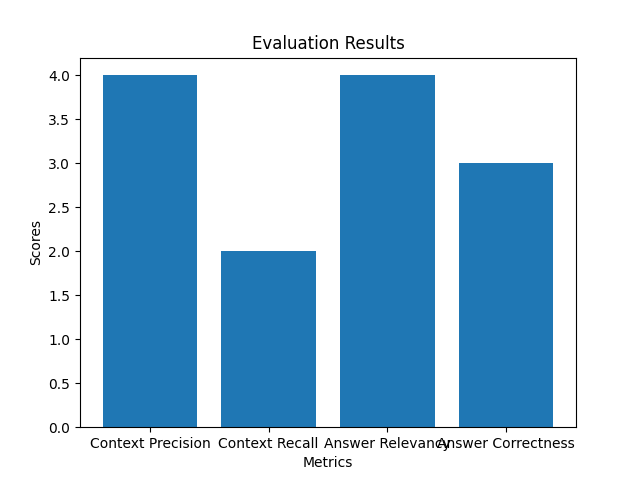 Evaluation Results
4.0
3.5
3.0
2.5
2.0
1.5
1.0
0.5
0.0
Scores
Context Precision Context Recall Answer Relevancy Answer Correctness
Metrics